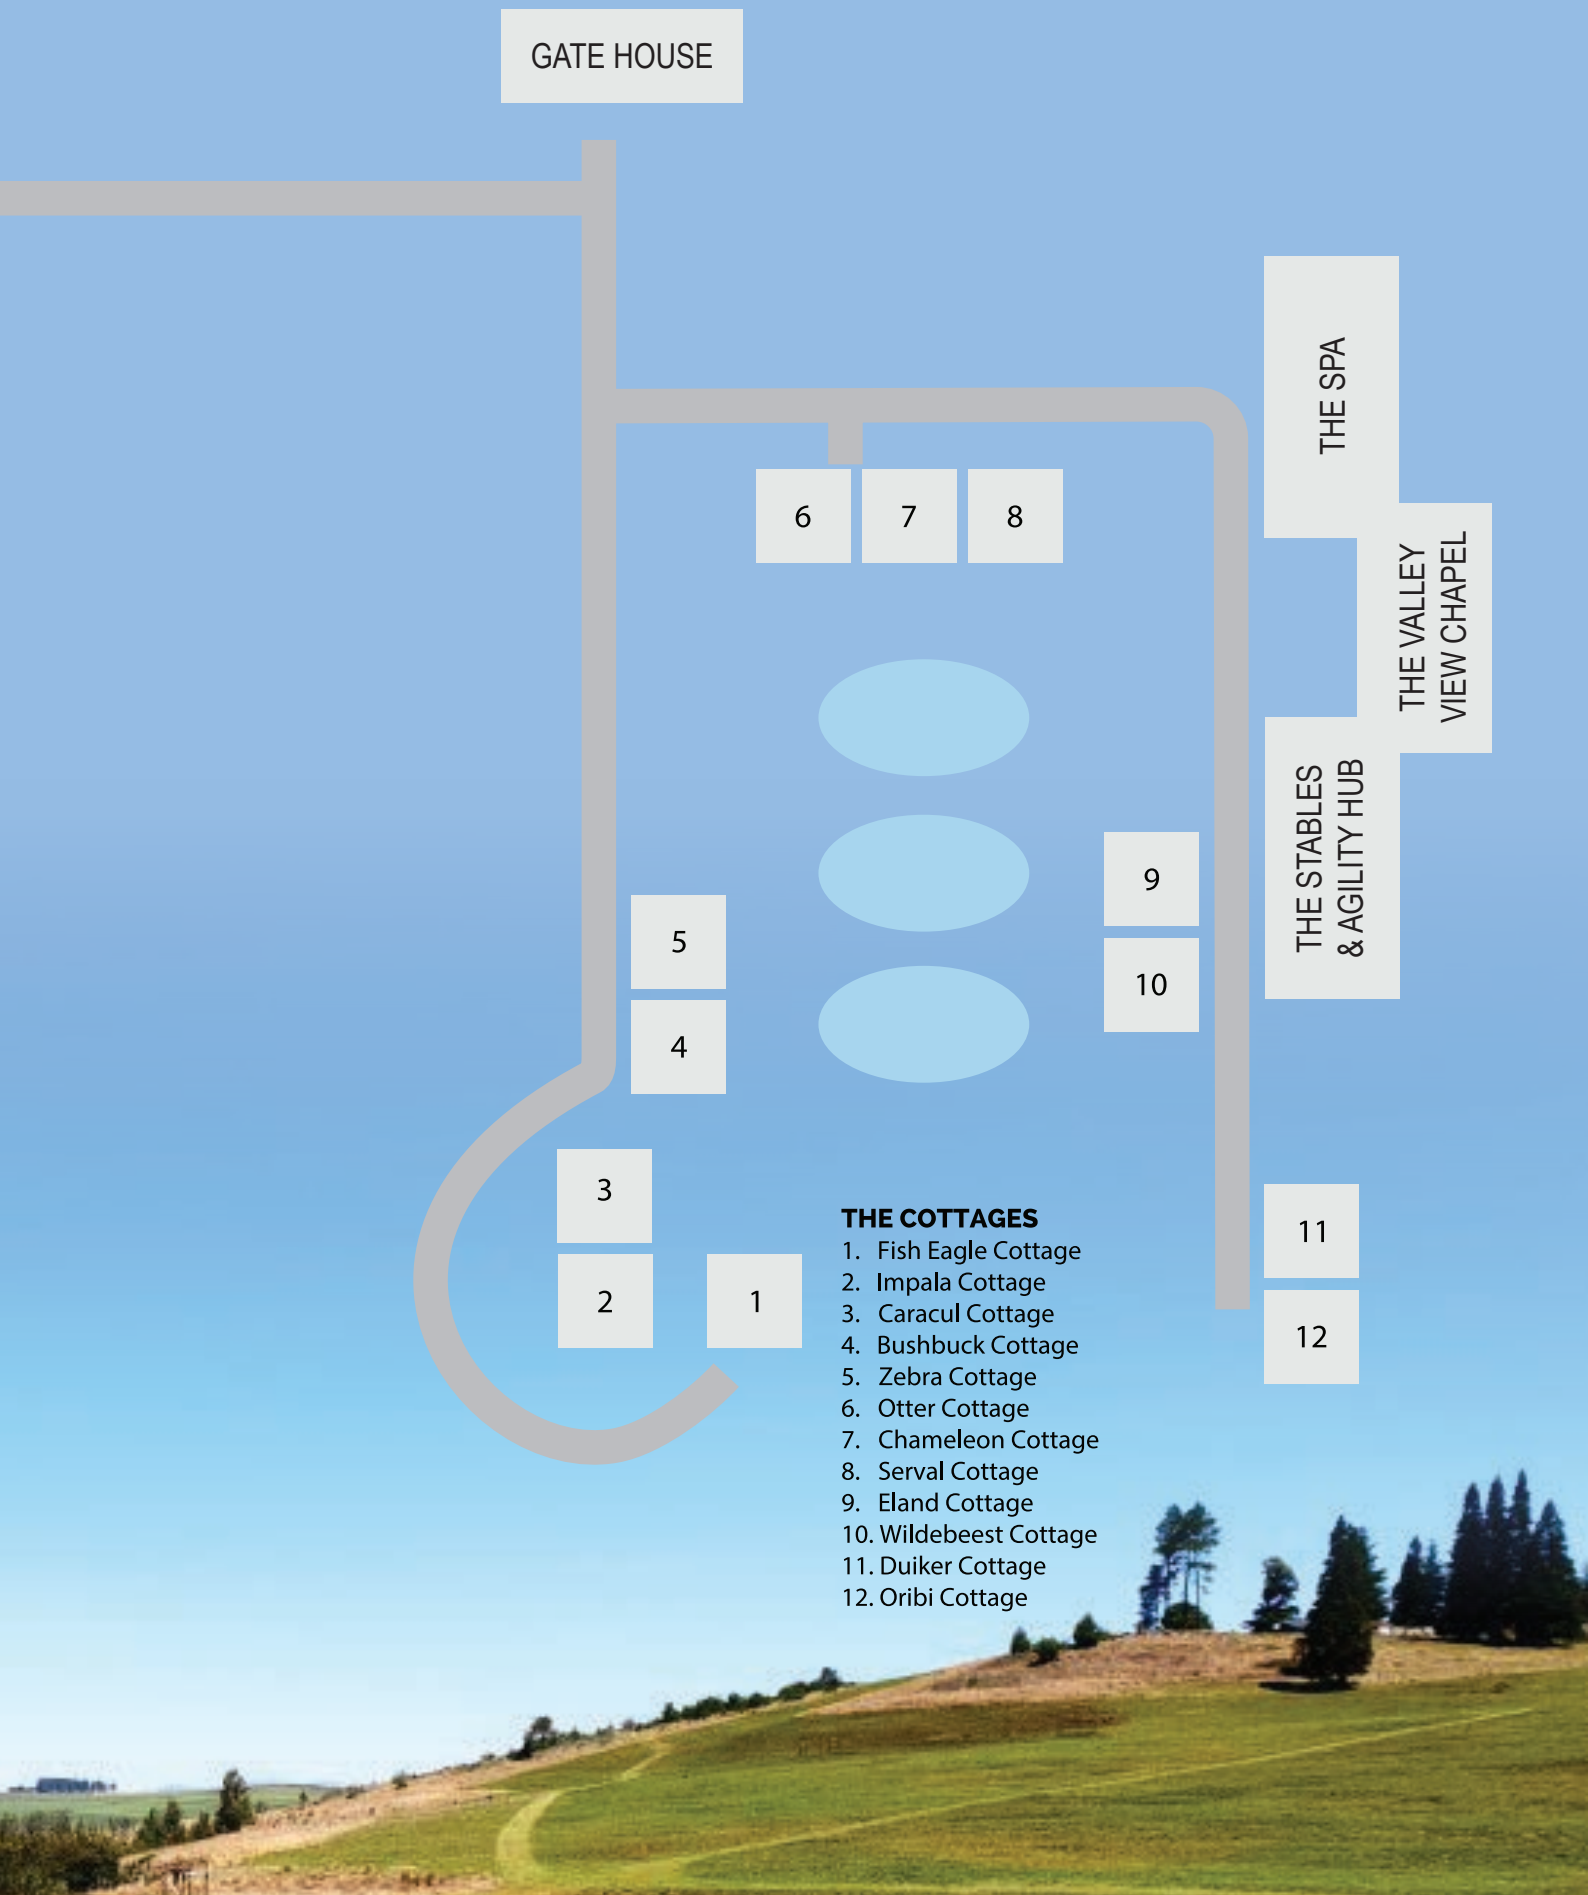 GATE HOUSE
THE SPA
THE VALLEY
VIEW CHAPEL
THE STABLES
& AGILITY HUB
6
7
8
9
10
5
4
3
2
1
11
12
THE COTTAGES
1. Fish Eagle Cottage
2. Impala Cottage
3. Caracul Cottage
4. Bushbuck Cottage
5. Zebra Cottage
6. Otter Cottage
7. Chameleon Cottage
8. Serval Cottage
9. Eland Cottage
10. Wildebeest Cottage
11. Duiker Cottage
12. Oribi Cottage